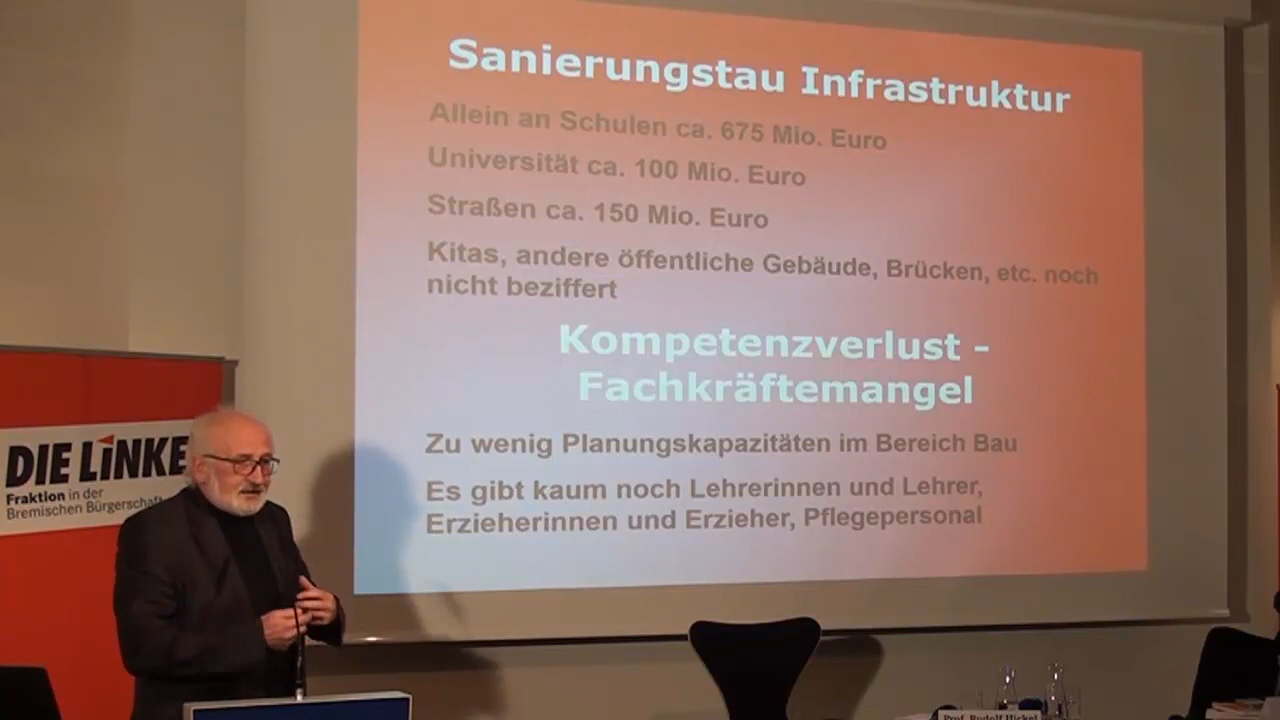 Sanierungstau Infrastruktur
Allein an Schulen ca. 675 Mio. Euro
Universität ca. 100 Mio. Euro
Straßen ca. 150 Mio. Euro
Kitas, andere öffentliche Gebäude, Brücken, etc. noch
nicht beziffert
Kompetenzverlust -
Fachkräftemangel
Zu wenig Planungskapazitäten im Bereich Bau
Es gibt kaum noch Lehrerinnen und Lehrer,
Erzieherinnen und Erzieher, Pflegepersonal
DIE LiNKE
Fraktion in der
Bremischen Bürgerschaft
Prof. Rudolf Hickel